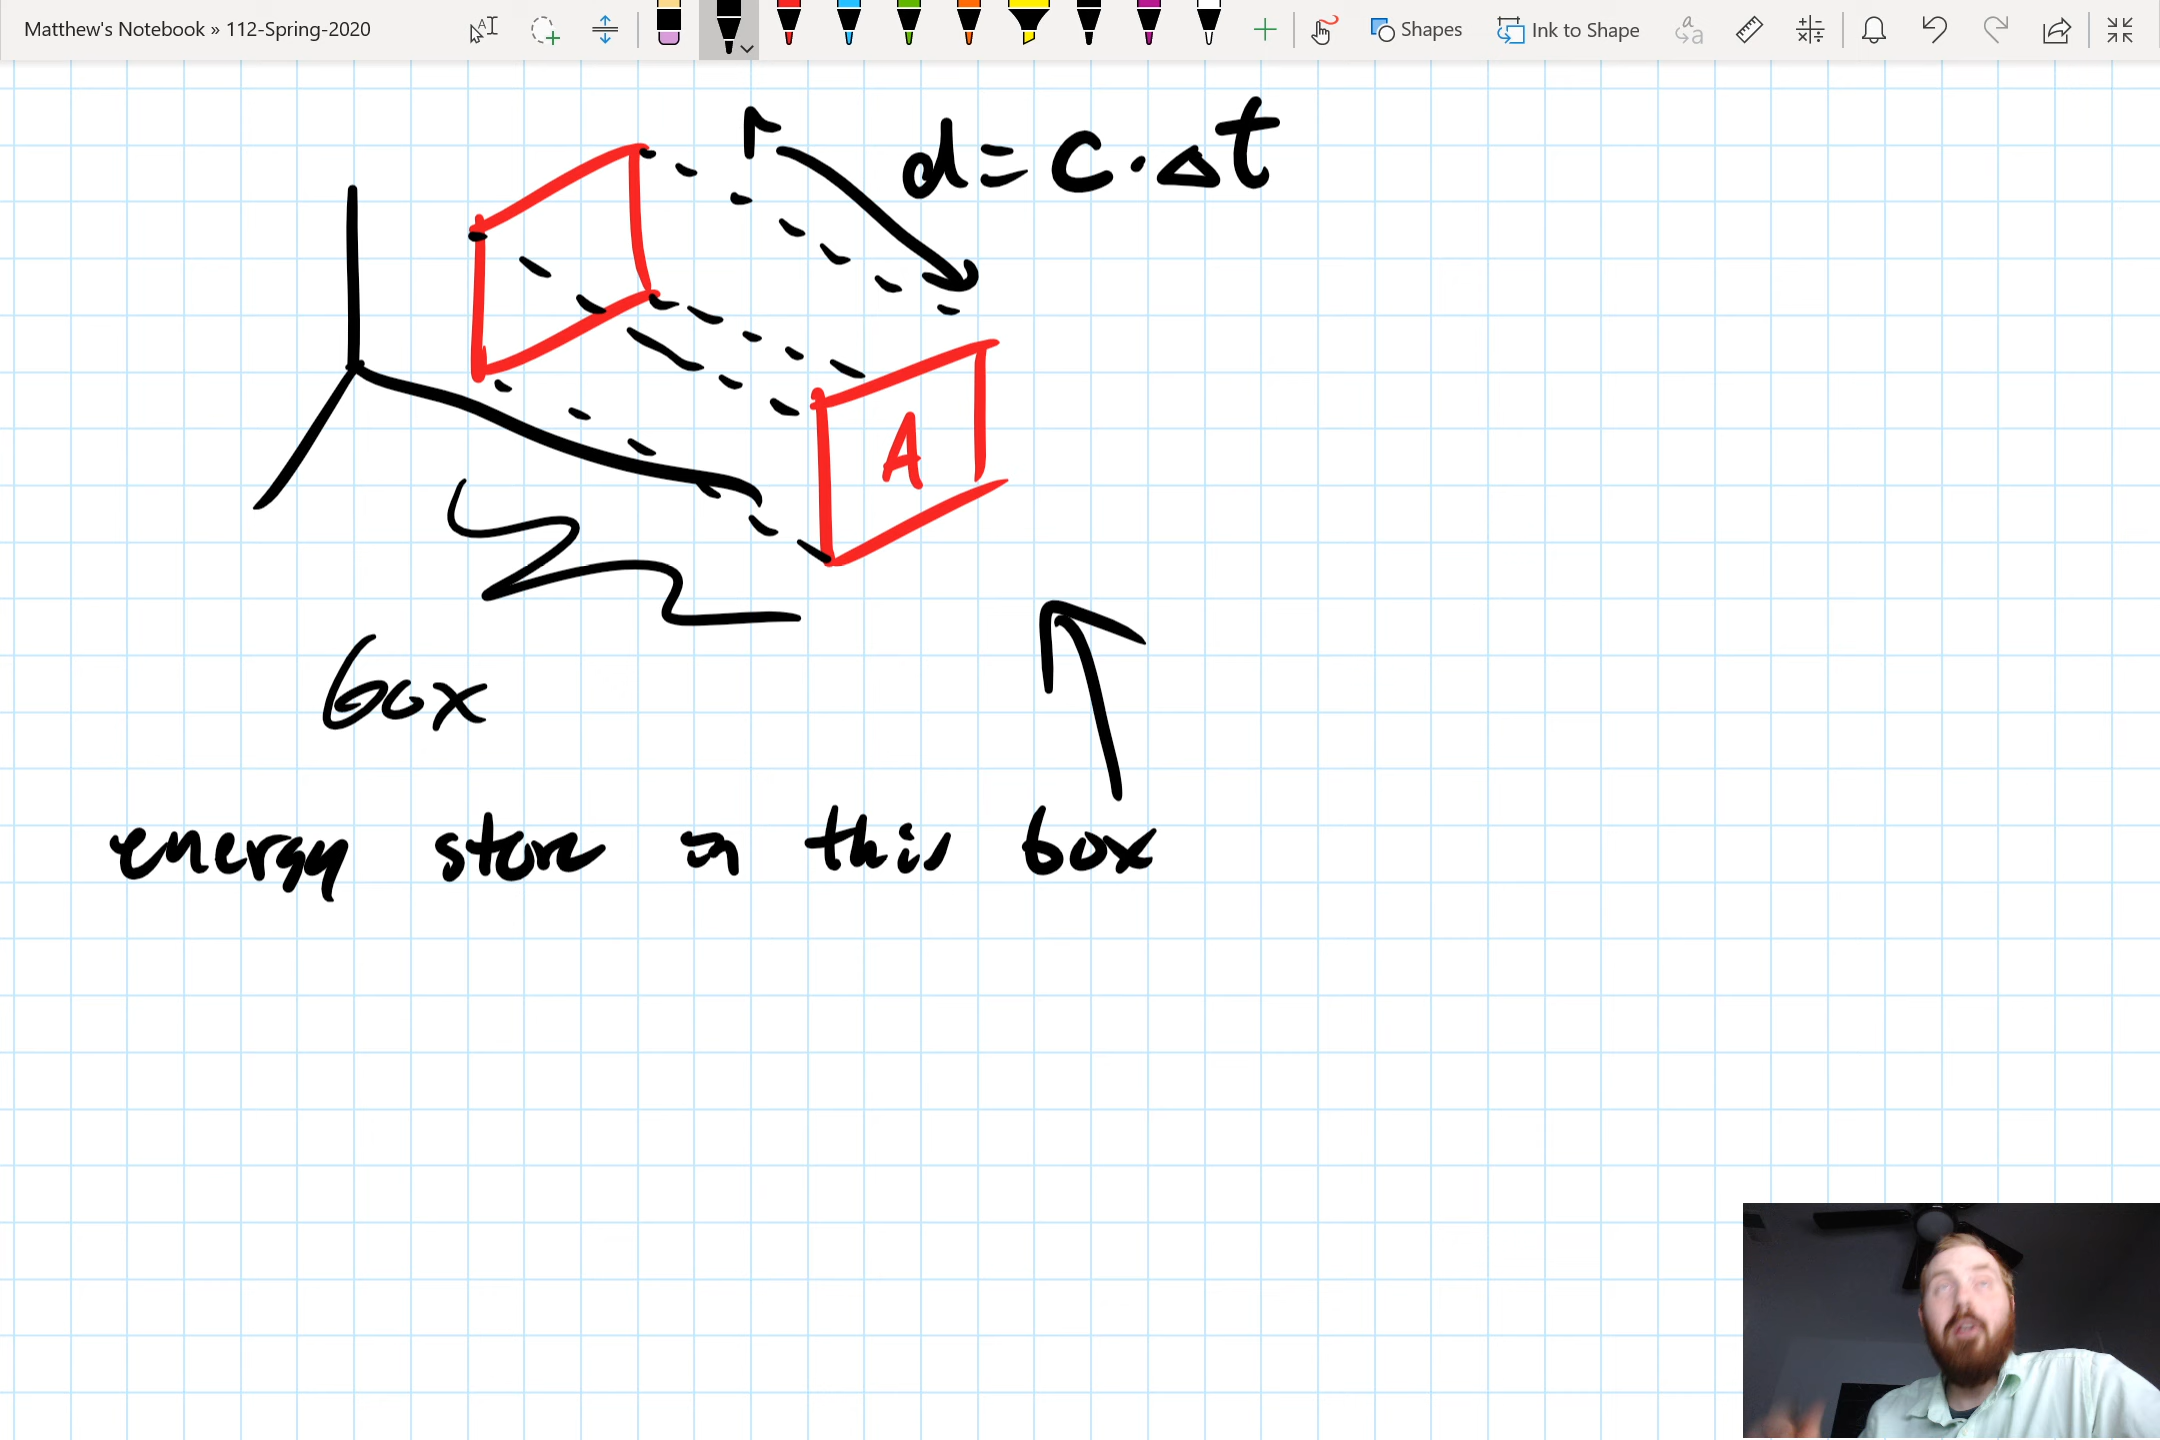 Matthew's Notebook » 112-Spring-2020
Shapes
Ink to Shape
d = c · Δt
A
box
energy store in this box